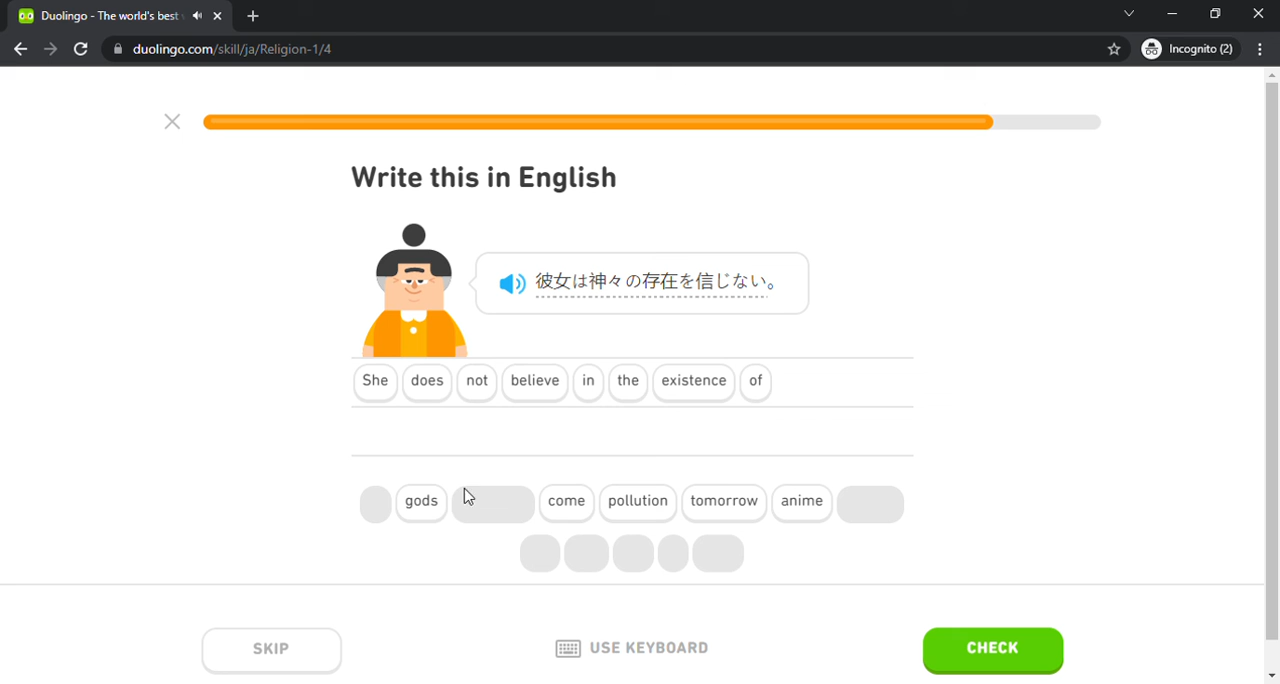 Duolingo - The world's best
duolingo.com/skill/ja/Religion-1/4
Incognito (2)
Write this in English
彼女は神々の存在を信じない。
She does not believe in the existence of
gods come pollution tomorrow anime
SKIP
USE KEYBOARD
CHECK